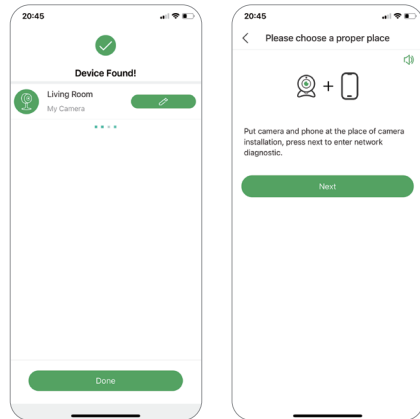 20:45
Device Found!
Living Room
My Camera
Done
20:45
Please choose a proper place
+
Put camera and phone at the place of camera
installation, press next to enter network
diagnostic.
Next